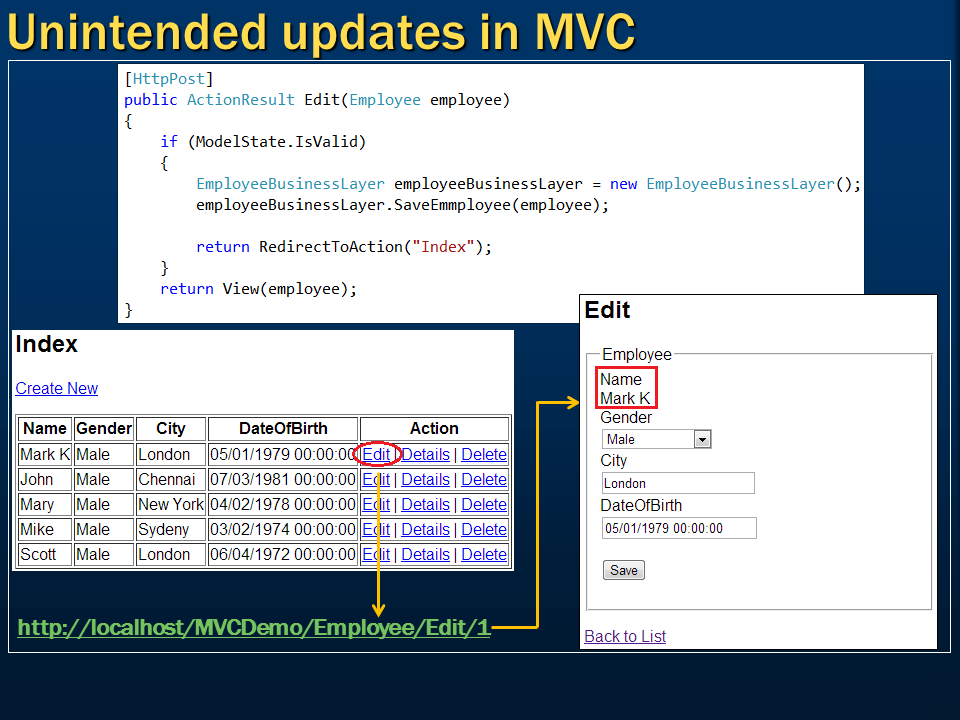 Unintended updates in MVC
[HttpPost]
public ActionResult Edit(Employee employee)
{
if (ModelState.IsValid)
{
EmployeeBusinessLayer employeeBusinessLayer = new EmployeeBusinessLayer();
employeeBusinessLayer.SaveEmmployee(employee);
return RedirectToAction("Index");
}
return View(employee);
}
Index
Create New
Name Gender City DateOfBirth Action
Mark K Male London 05/01/1979 00:00:00 Edit | Details | Delete
John Male Chennai 07/03/1981 00:00:00 Edit | Details | Delete
Mary Male New York 04/02/1978 00:00:00 Edit | Details | Delete
Mike Male Sydeny 03/02/1974 00:00:00 Edit | Details | Delete
Scott Male London 06/04/1972 00:00:00 Edit | Details | Delete
http://localhost/MVCDemo/Employee/Edit/1
Edit
Employee
Name
Mark K
Gender
Male
City
London
DateOfBirth
05/01/1979 00:00:00
Save
Back to List